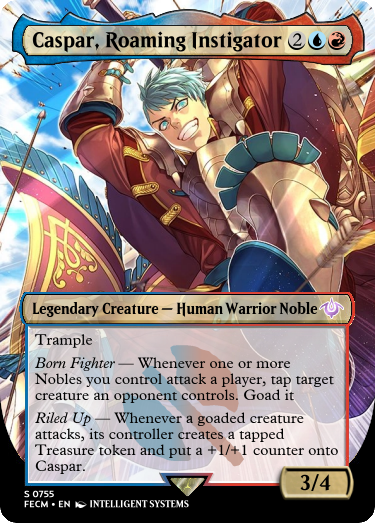 Caspar, Roaming Instigator 2
Legendary Creature — Human Warrior Noble
Trample
Born Fighter — Whenever one or more
Nobles you control attack a player, tap target
creature an opponent controls. Goad it
Riled Up — Whenever a goaded creature
attacks, its controller creates a tapped
Treasure token and put a +1/+1 counter onto
Caspar.
3/4
S 0755
FECM • EN INTELLIGENT SYSTEMS